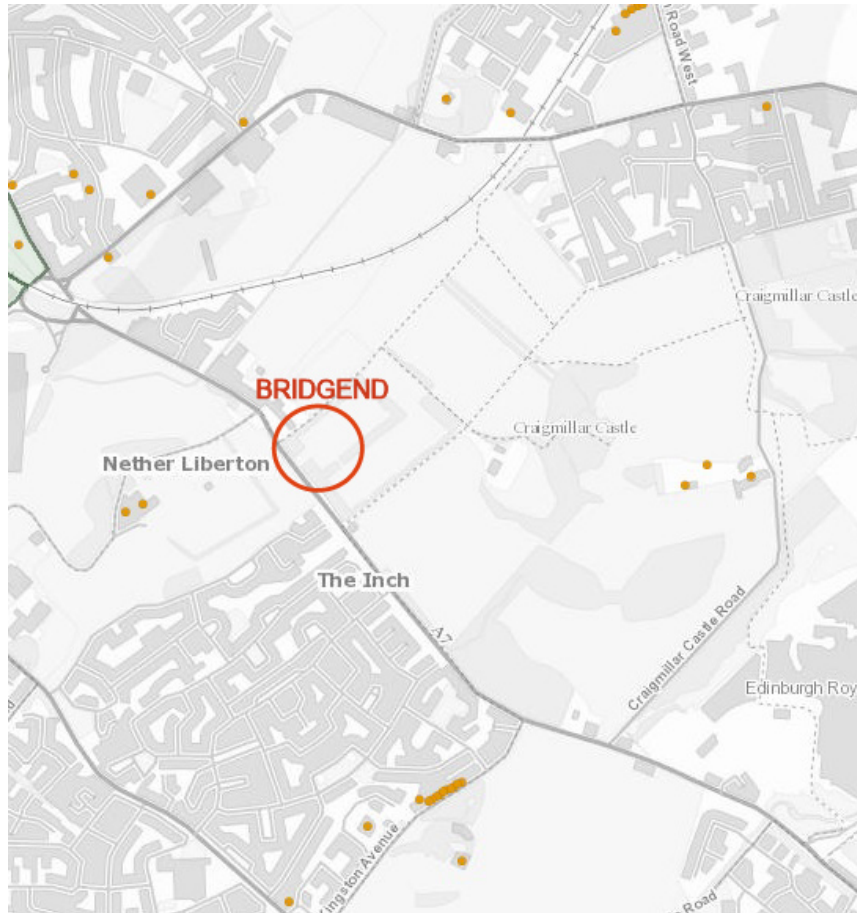 Road West
Craigmillar Castle
BRIDGEND
Craigmillar Castle
Nether Liberton
The Inch
A7
Craigmillar Castle Road
Edinburgh Roy
Kingston Avenue
Road